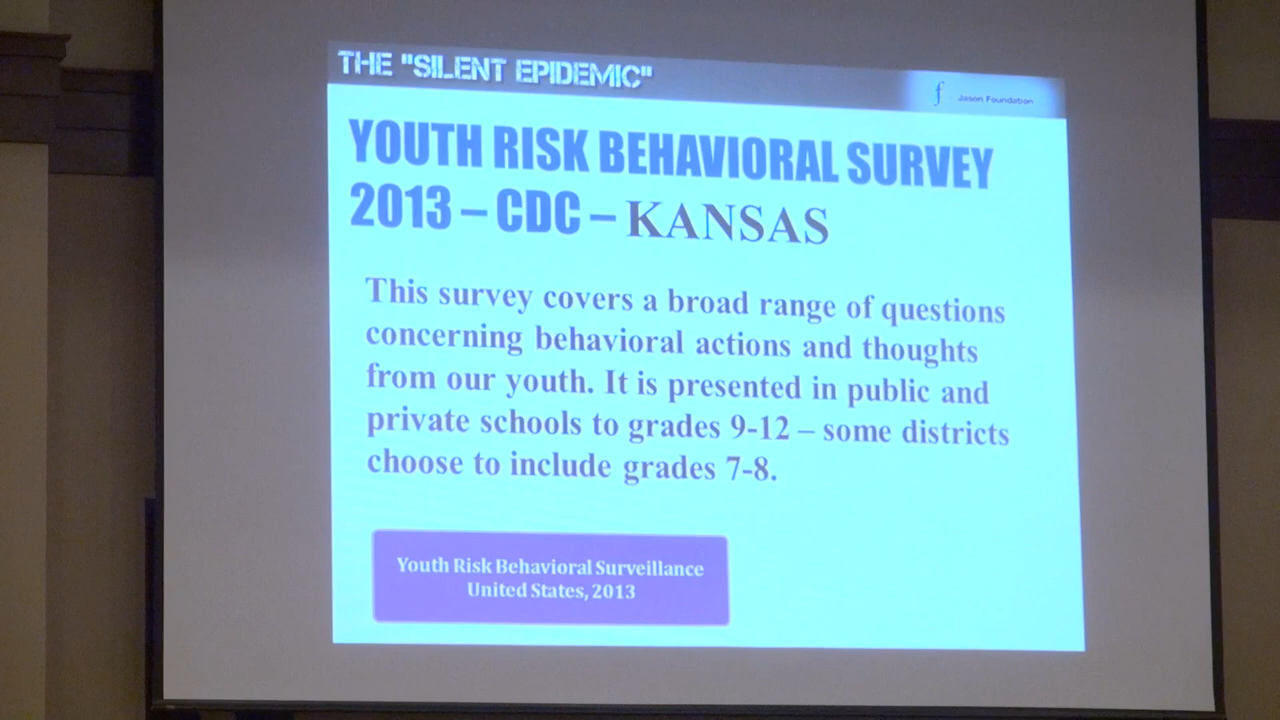 THE "SILENT EPIDEMIC"
f Jason Foundation
YOUTH RISK BEHAVIORAL SURVEY
2013 – CDC – KANSAS
This survey covers a broad range of questions
concerning behavioral actions and thoughts
from our youth. It is presented in public and
private schools to grades 9-12 – some districts
choose to include grades 7-8.
Youth Risk Behavioral Surveillance
United States, 2013